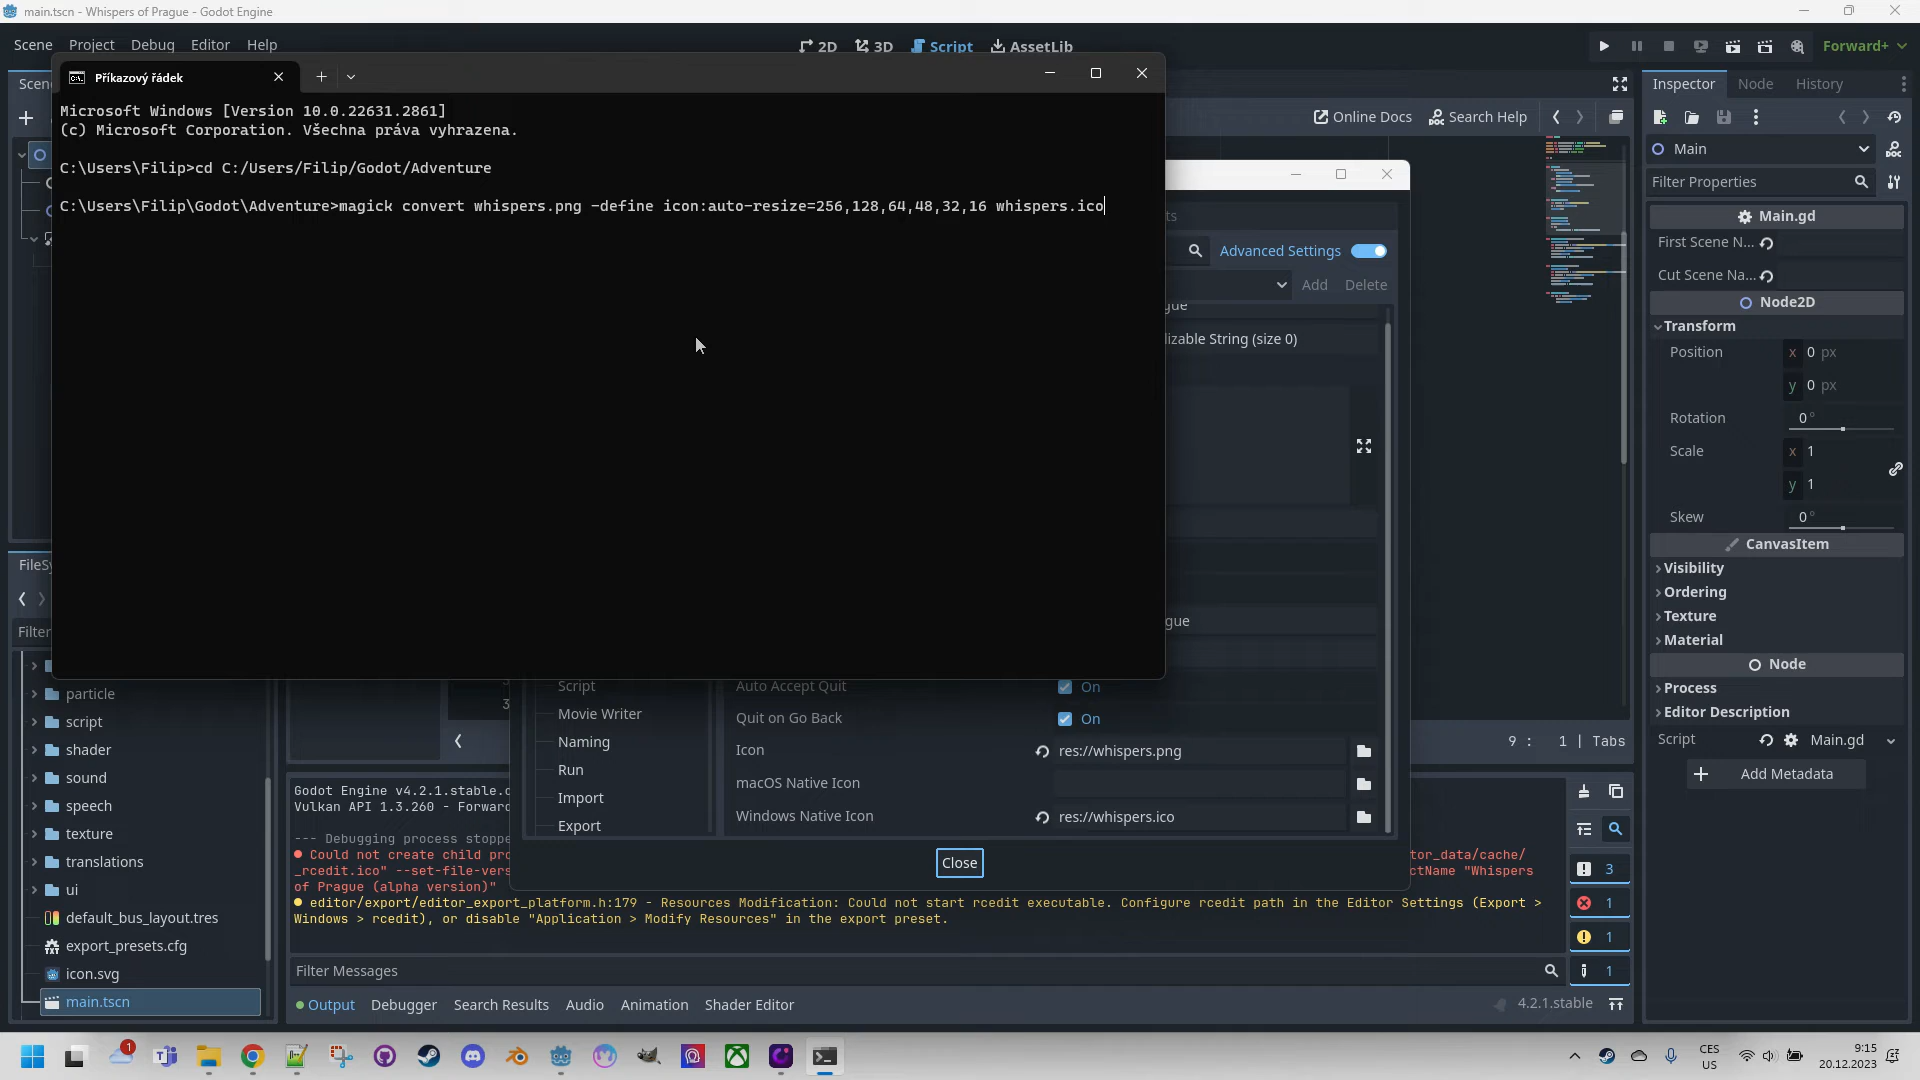 main.tscn - Whispers of Prague - Godot Engine
Scene Project Debug Editor Help
2D 3D Script AssetLib
Forward+
Příkazový řádek
Microsoft Windows [Version 10.0.22631.2861]
(c) Microsoft Corporation. Všechna práva vyhrazena.
C:\Users\Filip>cd C:/Users/Filip/Godot/Adventure
C:\Users\Filip\Godot\Adventure>magick convert whispers.png -define icon:auto-resize=256,128,64,48,32,16 whispers.ico
Online Docs Search Help
Advanced Settings
Add Delete
lizable String (size 0)
gue
Script
Movie Writer
Naming
Run
Import
Export
Auto Accept Quit On
Quit on Go Back On
Icon res://whispers.png
macOS Native Icon
Windows Native Icon res://whispers.ico
Close
9 : 1 | Tabs
Inspector Node History
Main
Filter Properties
Main.gd
First Scene N...
Cut Scene Na...
Node2D
Transform
Position x 0 px
y 0 px
Rotation 0 °
Scale x 1
y 1
Skew 0 °
CanvasItem
Visibility
Ordering
Texture
Material
Node
Process
Editor Description
Script Main.gd
Add Metadata
Filter
particle
script
shader
sound
speech
texture
translations
ui
default_bus_layout.tres
export_presets.cfg
icon.svg
main.tscn
Godot Engine v4.2.1.stable.o
Vulkan API 1.3.260 - Forward
--- Debugging process stoppe
Could not create child pro tor_data/cache/
_rcedit.ico" --set-file-vers ctName "Whispers
of Prague (alpha version)"
editor/export/editor_export_platform.h:179 - Resources Modification: Could not start rcedit executable. Configure rcedit path in the Editor Settings (Export >
Windows > rcedit), or disable "Application > Modify Resources" in the export preset.
3
1
1
1
Filter Messages
Output Debugger Search Results Audio Animation Shader Editor
4.2.1.stable
1
CES
US
9:15
20.12.2023